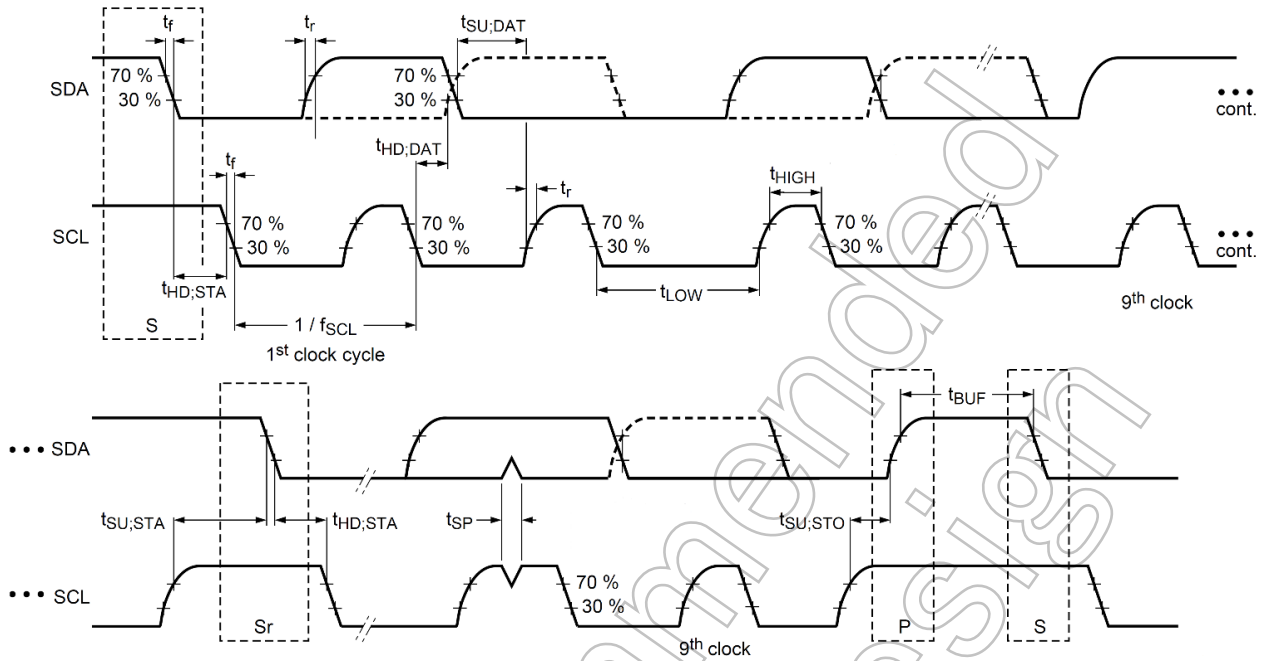 tf tr tSU;DAT
SDA 70 % 30 % 70 % 30 % ••• cont.
tf tHD;DAT tr tHIGH
SCL 70 % 30 % 70 % 30 % 30 % 70 % 30 % ••• cont.
tHD;STA tLOW 9th clock
S 1 / fSCL
1st clock cycle
tBUF
••• SDA
tSU;STA tHD;STA tSP tSU;STO
••• SCL 70 % 30 %
Sr P S
9th clock
mmended
esign